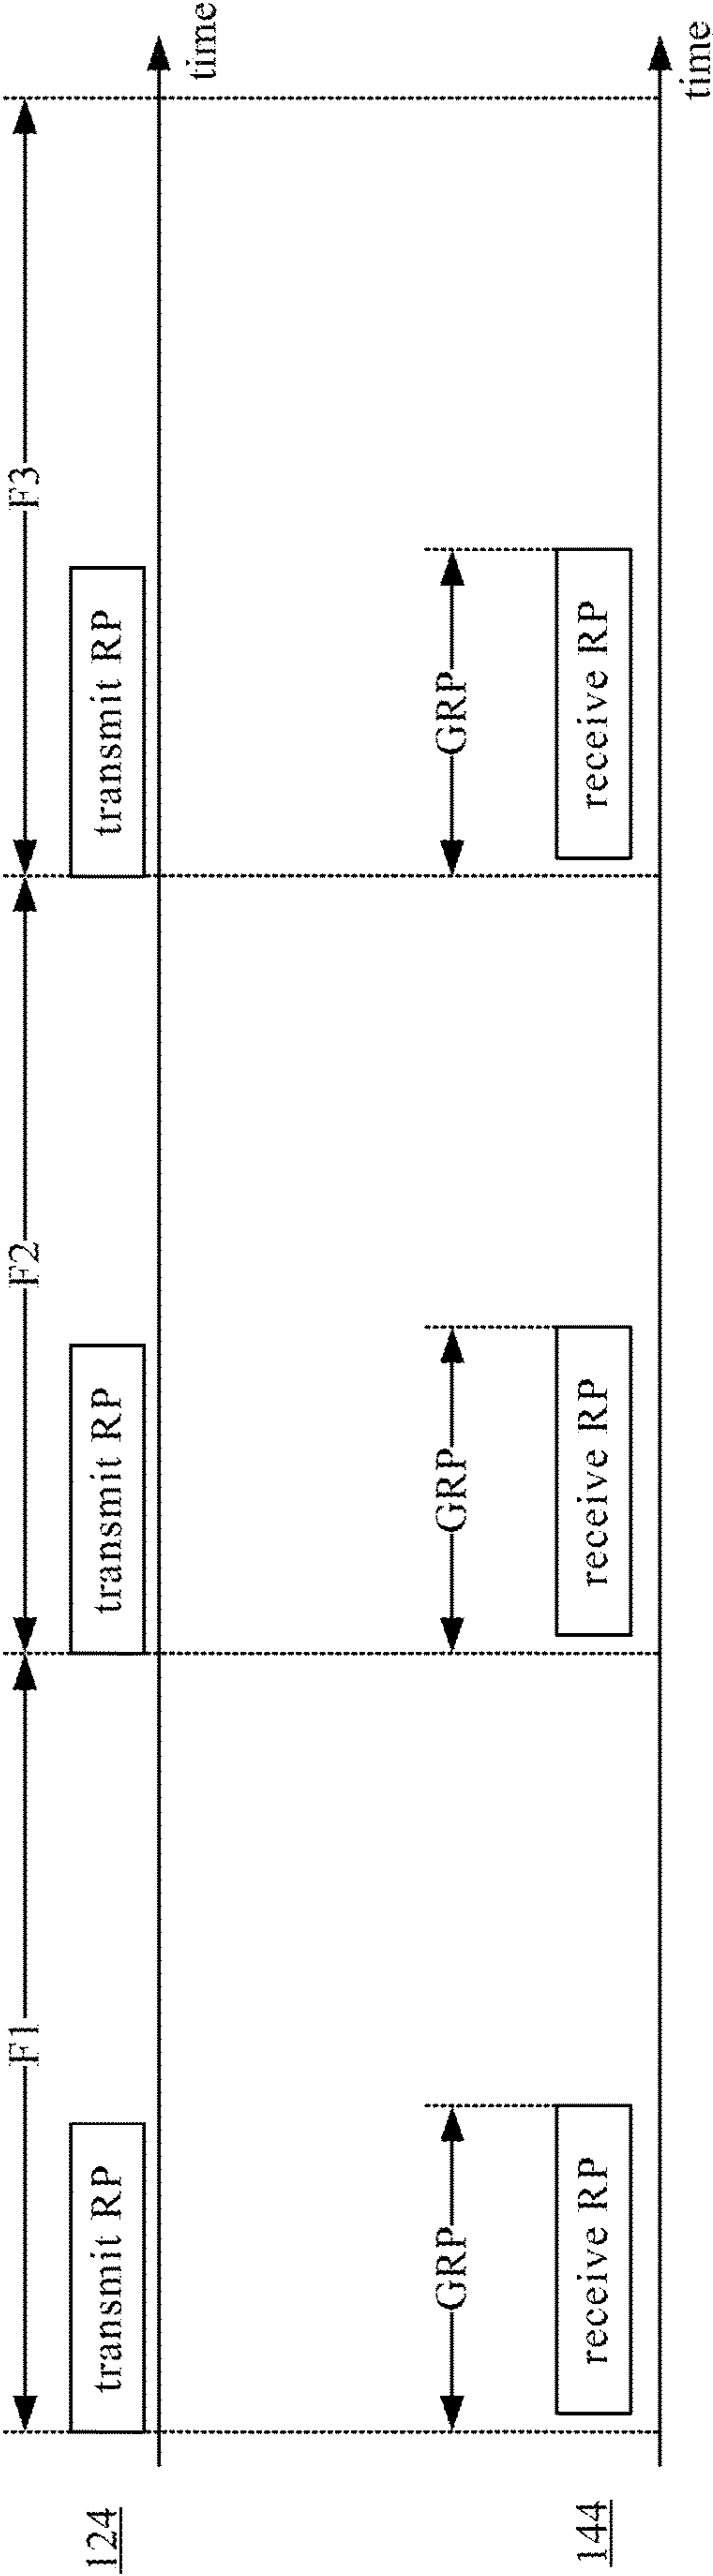 F1
F2
F3
124
transmit RP
transmit RP
transmit RP
time
GRP
GRP
GRP
144
receive RP
receive RP
receive RP
time